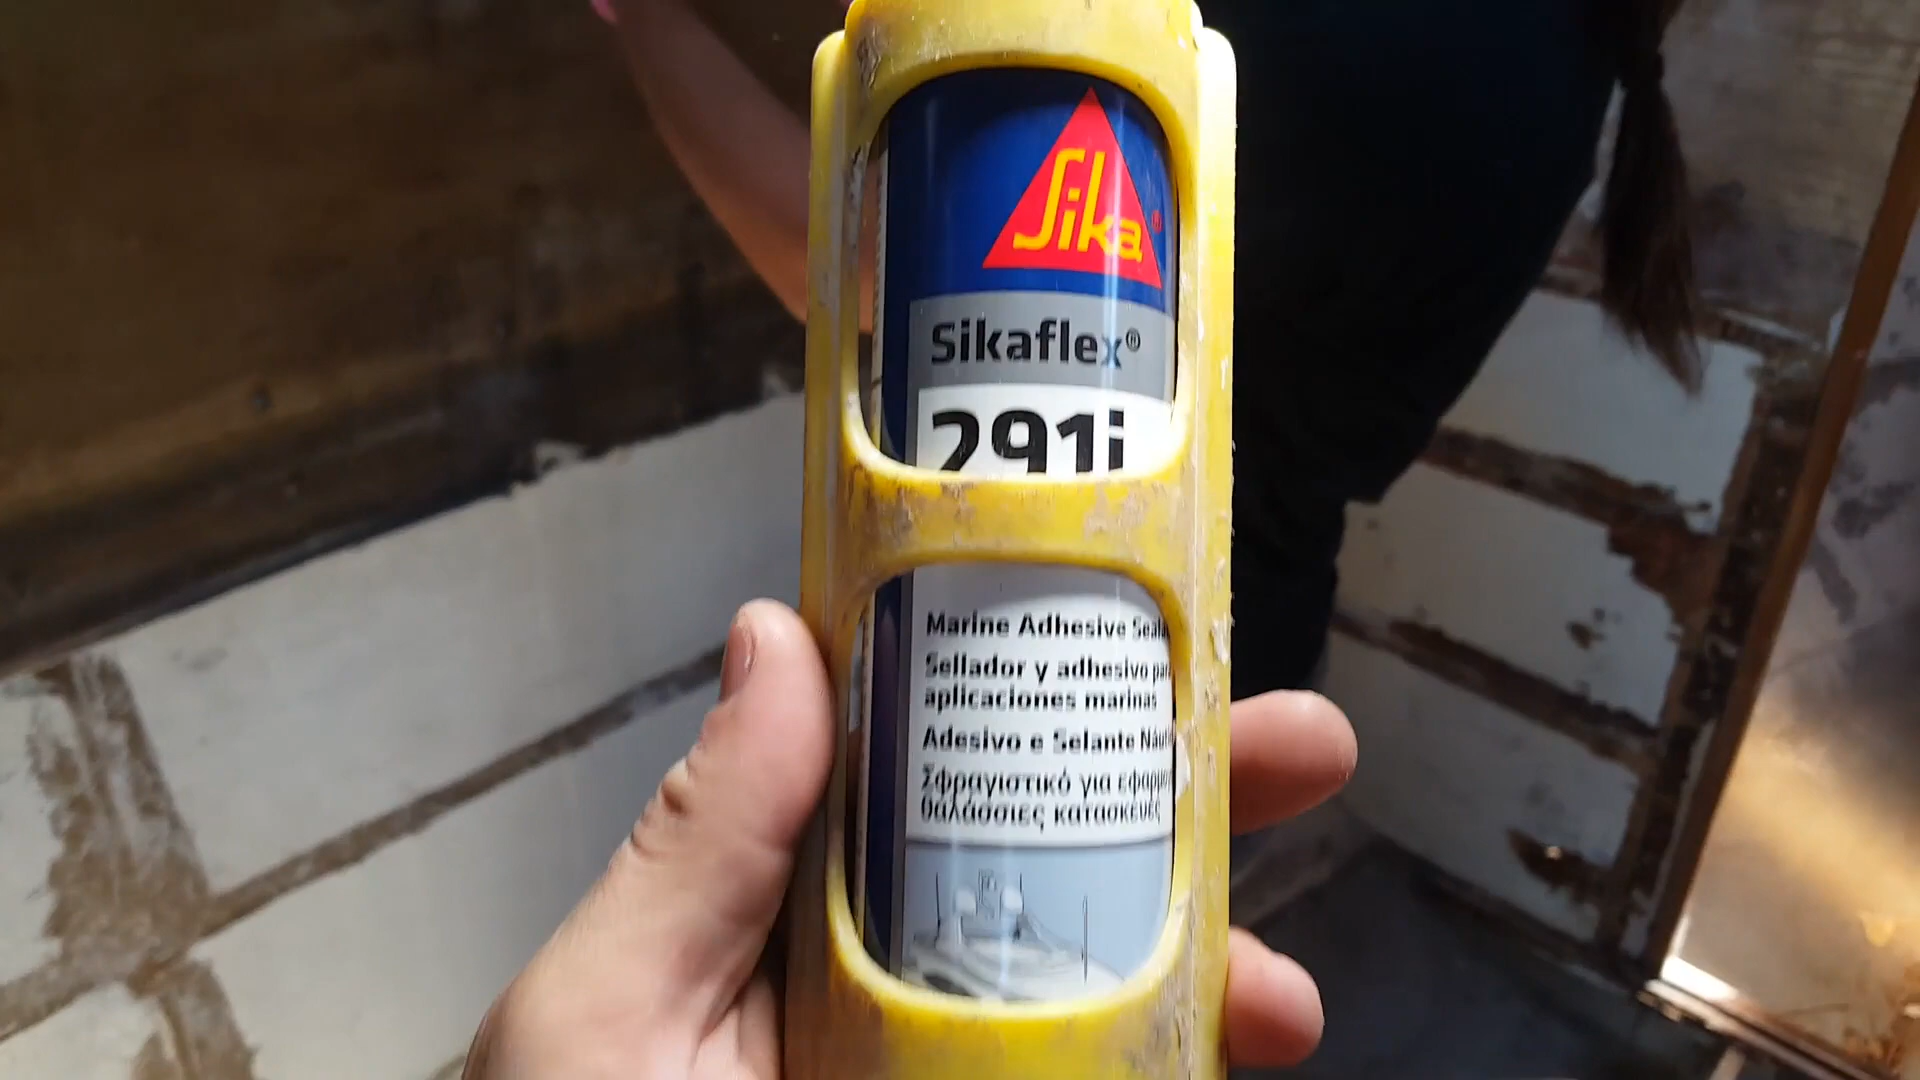 Sika®
Sikaflex®
291i
Marine Adhesive
Sellador y adhesivo
aplicaciones marinas
Adesivo e Selante
Σφραγιστικό για
θαλάσσιες κατασκευές